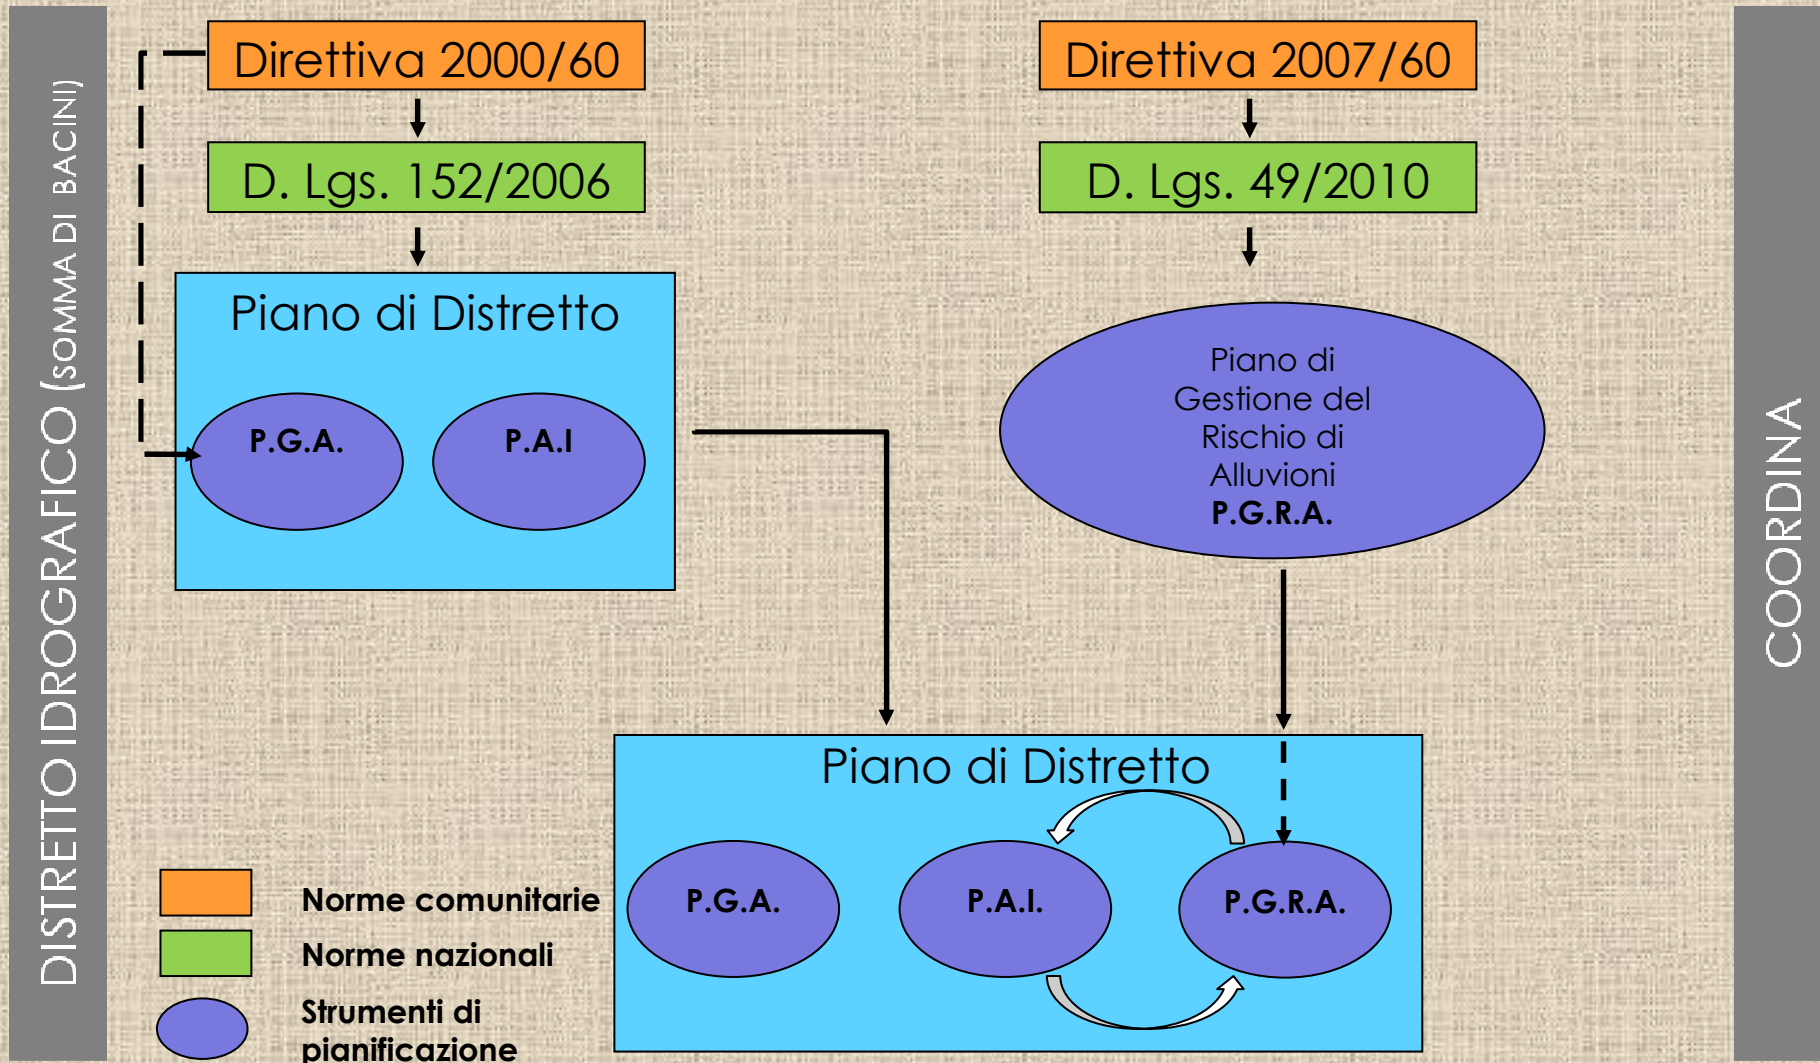 DISTRETTO IDROGRAFICO (SOMMA DI BACINI)
Direttiva 2000/60
D. Lgs. 152/2006
Piano di Distretto
P.G.A.
P.A.I
Direttiva 2007/60
D. Lgs. 49/2010
Piano di
Gestione del
Rischio di
Alluvioni
P.G.R.A.
Piano di Distretto
P.G.A.
P.A.I.
P.G.R.A.
Norme comunitarie
Norme nazionali
Strumenti di
pianificazione
COORDINA